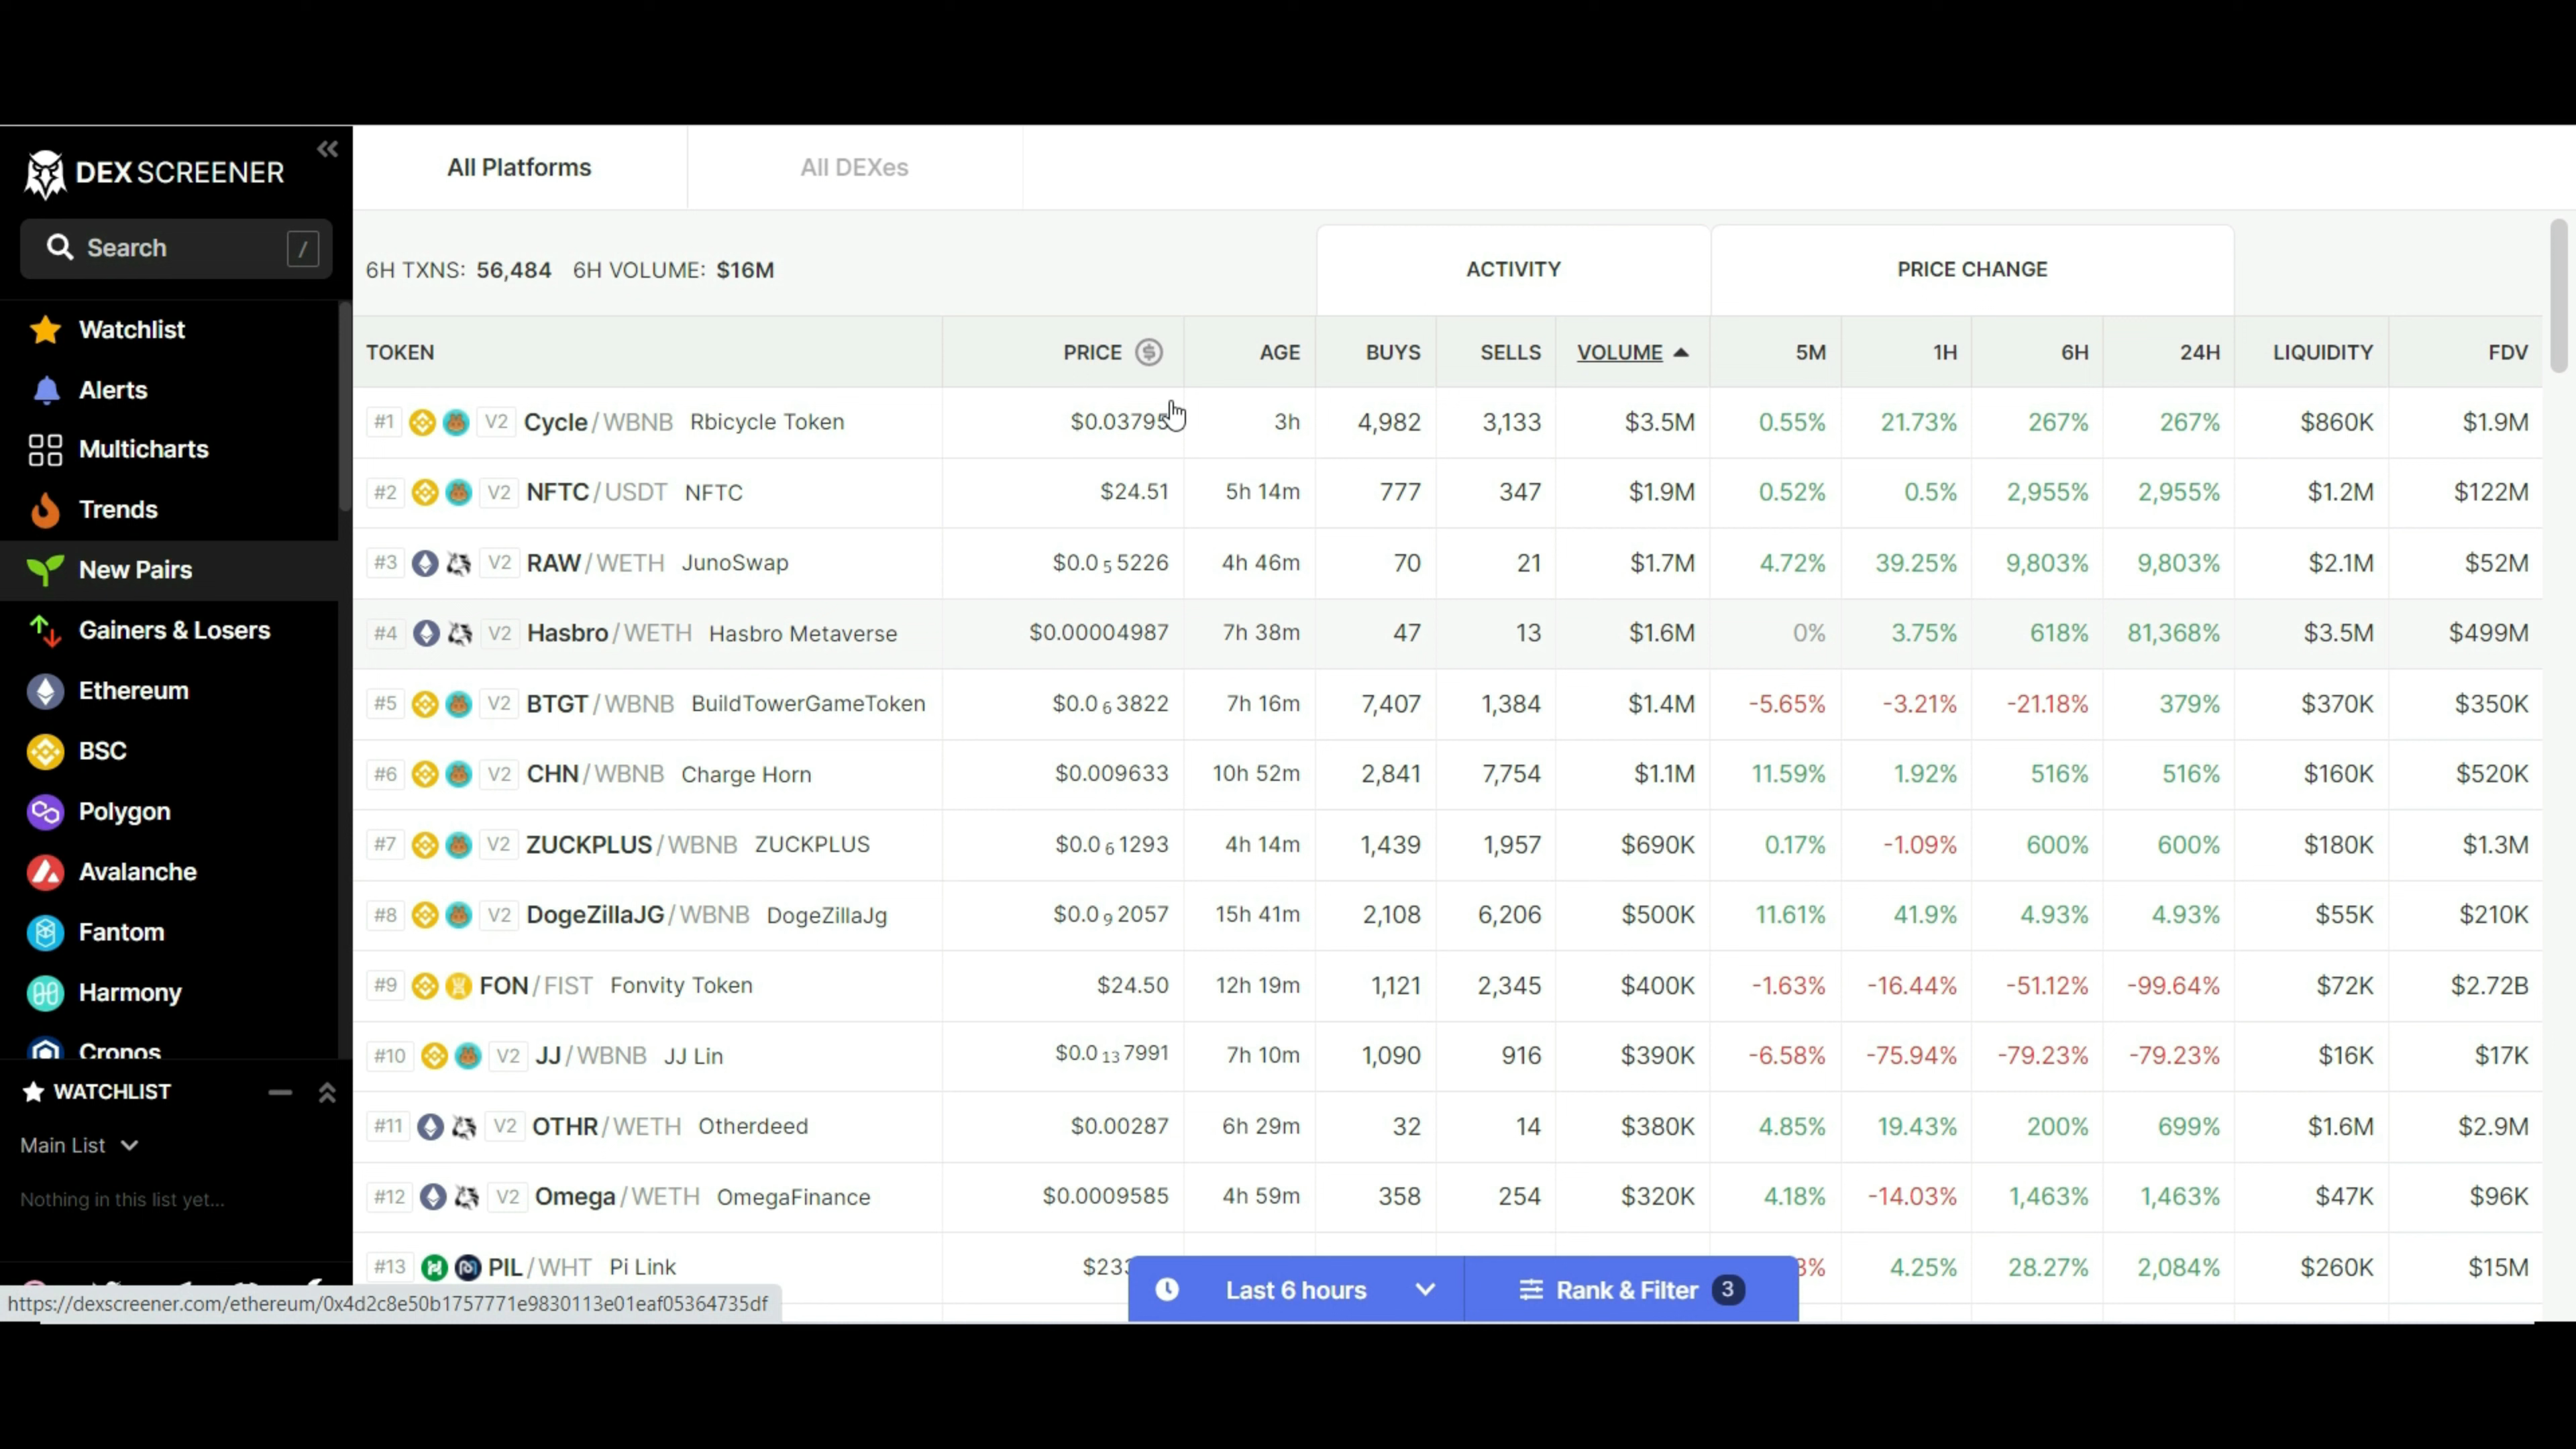 DEX SCREENER
Search /
Watchlist
Alerts
Multicharts
Trends
New Pairs
Gainers & Losers
Ethereum
BSC
Polygon
Avalanche
Fantom
Harmony
Cronos
WATCHLIST
Main List
Nothing in this list yet...
https://dexscreener.com/ethereum/0x4d2c8e50b1757771e9830113e01eaf05364735df
All Platforms All DEXes
6H TXNS: 56,484 6H VOLUME: $16M
ACTIVITY PRICE CHANGE
TOKEN PRICE $ AGE BUYS SELLS VOLUME 5M 1H 6H 24H LIQUIDITY FDV
#1 V2 Cycle/WBNB Rbicycle Token $0.03795 3h 4,982 3,133 $3.5M 0.55% 21.73% 267% 267% $860K $1.9M
#2 V2 NFTC/USDT NFTC $24.51 5h 14m 777 347 $1.9M 0.52% 0.5% 2,955% 2,955% $1.2M $122M
#3 V2 RAW/WETH JunoSwap $0.0 5 5226 4h 46m 70 21 $1.7M 4.72% 39.25% 9,803% 9,803% $2.1M $52M
#4 V2 Hasbro/WETH Hasbro Metaverse $0.00004987 7h 38m 47 13 $1.6M 0% 3.75% 618% 81,368% $3.5M $499M
#5 V2 BTGT/WBNB BuildTowerGameToken $0.0 6 3822 7h 16m 7,407 1,384 $1.4M -5.65% -3.21% -21.18% 379% $370K $350K
#6 V2 CHN/WBNB Charge Horn $0.009633 10h 52m 2,841 7,754 $1.1M 11.59% 1.92% 516% 516% $160K $520K
#7 V2 ZUCKPLUS/WBNB ZUCKPLUS $0.0 6 1293 4h 14m 1,439 1,957 $690K 0.17% -1.09% 600% 600% $180K $1.3M
#8 V2 DogeZillaJG/WBNB DogeZillaJg $0.0 9 2057 15h 41m 2,108 6,206 $500K 11.61% 41.9% 4.93% 4.93% $55K $210K
#9 FON/FIST Fonvity Token $24.50 12h 19m 1,121 2,345 $400K -1.63% -16.44% -51.12% -99.64% $72K $2.72B
#10 V2 JJ/WBNB JJ Lin $0.0 13 7991 7h 10m 1,090 916 $390K -6.58% -75.94% -79.23% -79.23% $16K $17K
#11 V2 OTHR/WETH Otherdeed $0.00287 6h 29m 32 14 $380K 4.85% 19.43% 200% 699% $1.6M $2.9M
#12 V2 Omega/WETH OmegaFinance $0.0009585 4h 59m 358 254 $320K 4.18% -14.03% 1,463% 1,463% $47K $96K
#13 PIL/WHT Pi Link 4.25% 28.27% 2,084% $260K $15M
Last 6 hours Rank & Filter 3